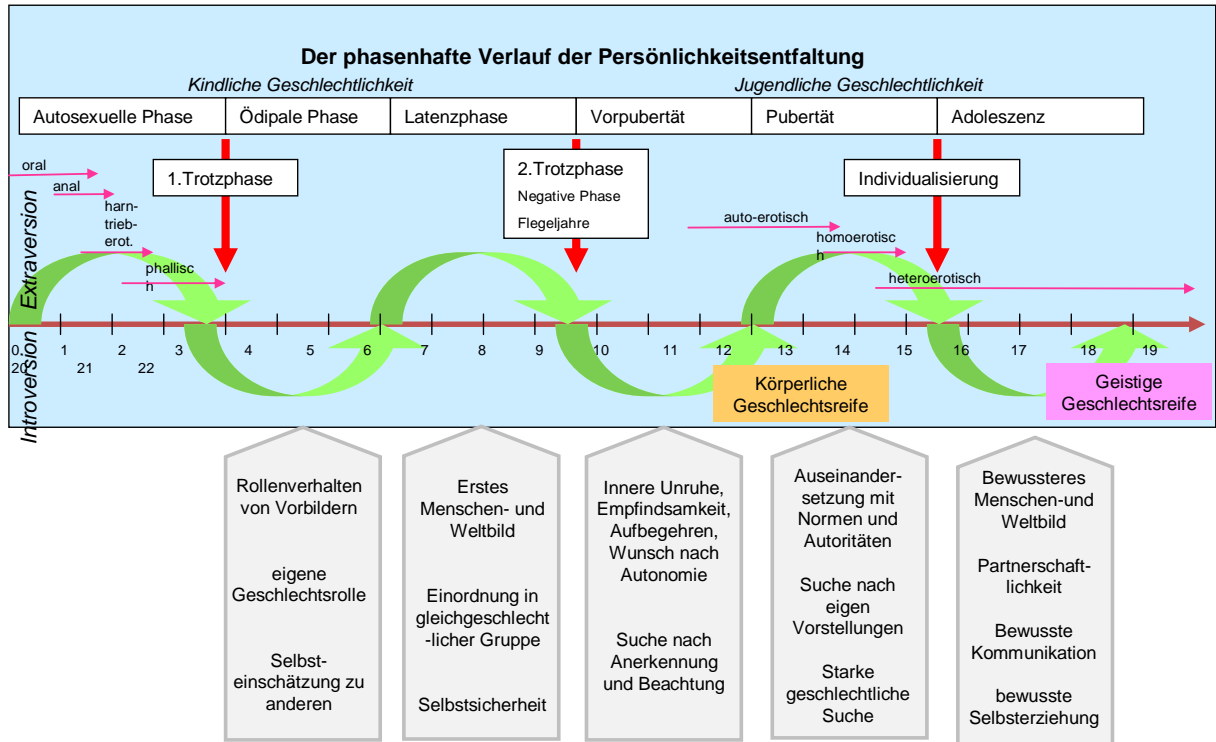 Der phasenhafte Verlauf der Persönlichkeitsentfaltung
Kindliche Geschlechtlichkeit
Jugendliche Geschlechtlichkeit
Autosexuelle Phase
Ödipale Phase
Latenzphase
Vorpubertät
Pubertät
Adoleszenz
oral
anal
harn-
trieb-
erot.
phallisc
h
1.Trotzphase
2.Trotzphase
Negative Phase
Flegeljahre
Individualisierung
auto-erotisch
homoerotisc
h
heteroerotisch
Extraversion
Introversion
0.
1
2
3
4
5
6
7
8
9
10
11
12
13
14
15
16
17
18
19
20
21
22
Körperliche
Geschlechtsreife
Geistige
Geschlechtsreife
Rollenverhalten
von Vorbildern
eigene
Geschlechtsrolle
Selbst-
einschätzung zu
anderen
Erstes
Menschen- und
Weltbild
Einordnung in
gleichgeschlecht
-licher Gruppe
Selbstsicherheit
Innere Unruhe,
Empfindsamkeit,
Aufbegehren,
Wunsch nach
Autonomie
Suche nach
Anerkennung
und Beachtung
Auseinander-
setzung mit
Normen und
Autoritäten
Suche nach
eigen
Vorstellungen
Starke
geschlechtliche
Suche
Bewussteres
Menschen-und
Weltbild
Partnerschaft-
lichkeit
Bewusste
Kommunikation
bewusste
Selbsterziehung